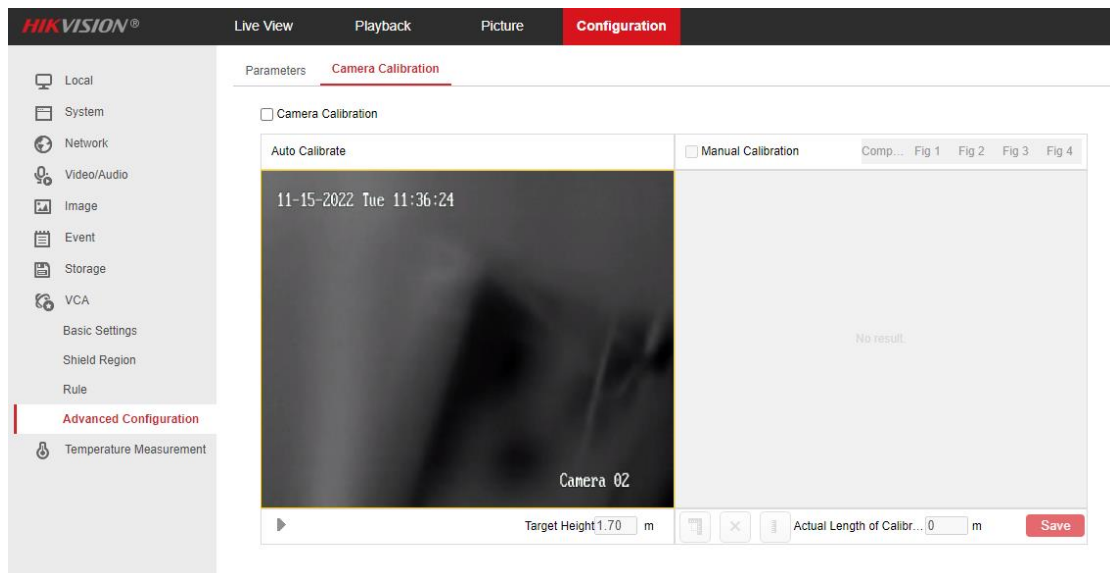 HIKVISION® Live View Playback Picture Configuration
Parameters Camera Calibration
Local
System
Network
Video/Audio
Image
Event
Storage
VCA
Basic Settings
Shield Region
Rule
Advanced Configuration
Temperature Measurement
Camera Calibration
Auto Calibrate
11-15-2022 Tue 11:36:24
Camera 02
Target Height 1.70 m
Manual Calibration Comp... Fig 1 Fig 2 Fig 3 Fig 4
No result.
Actual Length of Calibr... 0 m Save